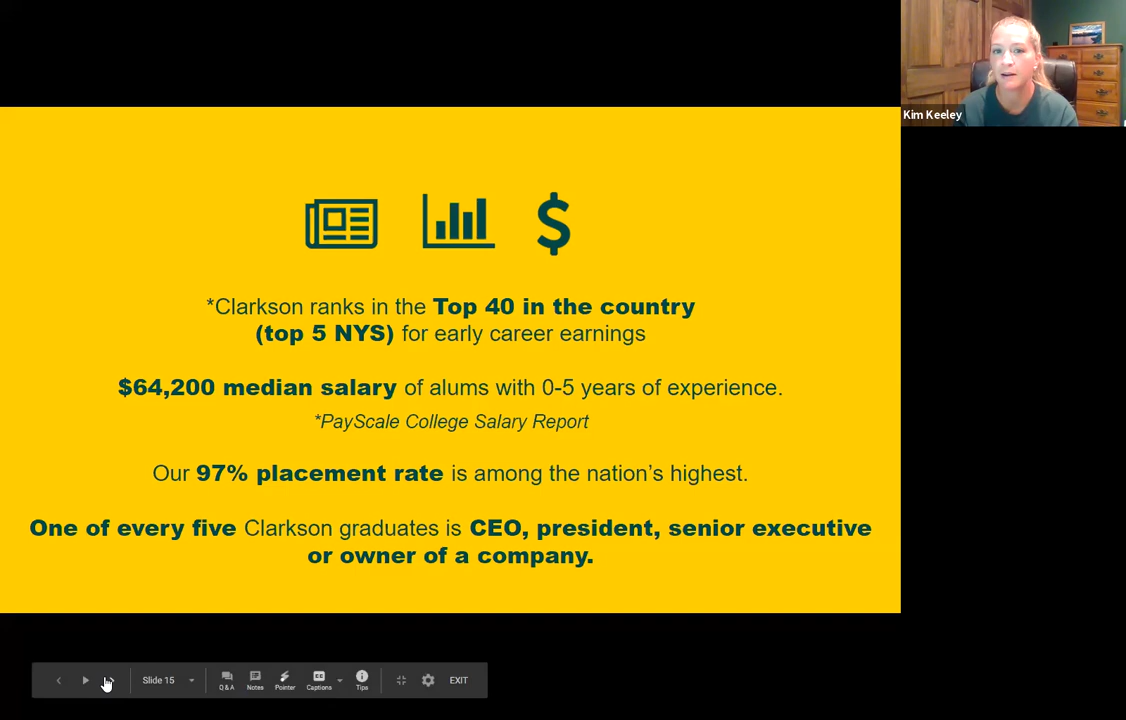 Kim Keeley
*Clarkson ranks in the Top 40 in the country
(top 5 NYS) for early career earnings
$64,200 median salary of alums with 0-5 years of experience.
*PayScale College Salary Report
Our 97% placement rate is among the nation's highest.
One of every five Clarkson graduates is CEO, president, senior executive
or owner of a company.
Slide 15
Q & A
Notes
Pointer
CC
Captions
Tips
EXIT